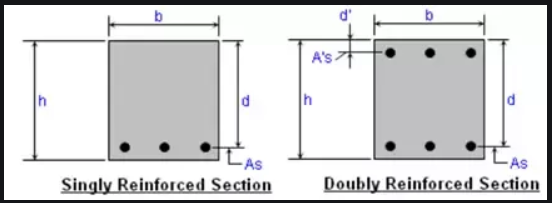 b
h
d
As
Singly Reinforced Section
d'
b
A's
h
d
As
Doubly Reinforced Section